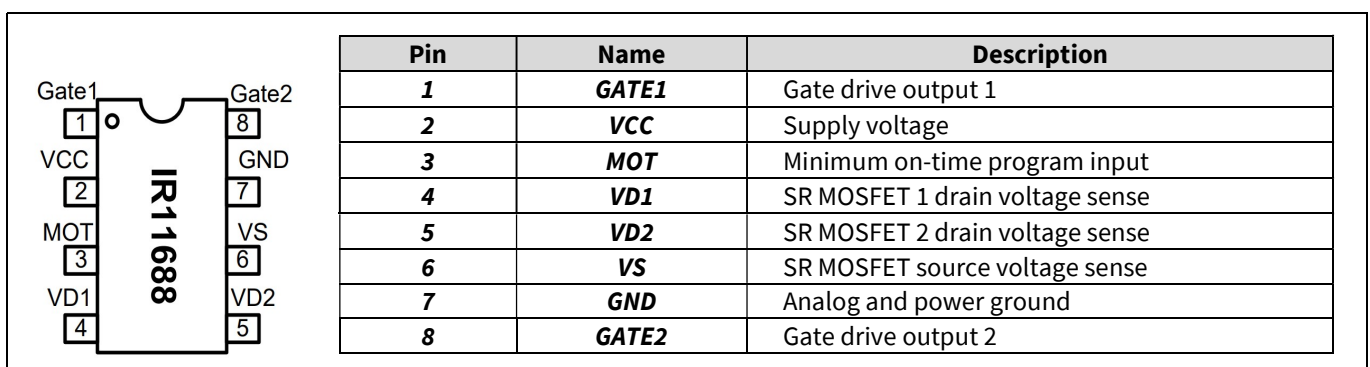 Gate1
Gate2
1
8
VCC
GND
2
7
MOT
VS
3
6
VD1
VD2
4
5
IR11688
Pin Name Description
1 GATE1 Gate drive output 1
2 VCC Supply voltage
3 MOT Minimum on-time program input
4 VD1 SR MOSFET 1 drain voltage sense
5 VD2 SR MOSFET 2 drain voltage sense
6 VS SR MOSFET source voltage sense
7 GND Analog and power ground
8 GATE2 Gate drive output 2